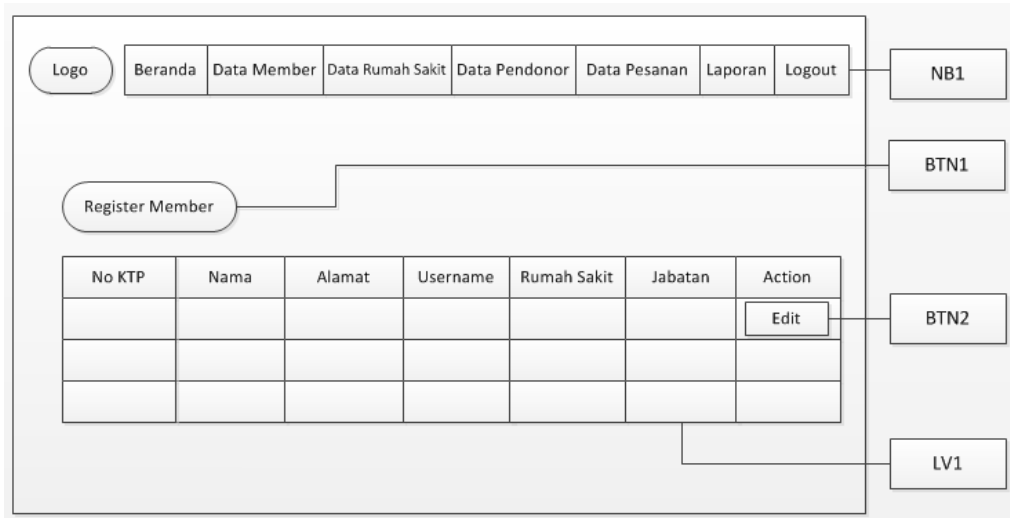 Logo Beranda Data Member Data Rumah Sakit Data Pendonor Data Pesanan Laporan Logout NB1
BTN1
Register Member
No KTP Nama Alamat Username Rumah Sakit Jabatan Action
Edit BTN2
LV1